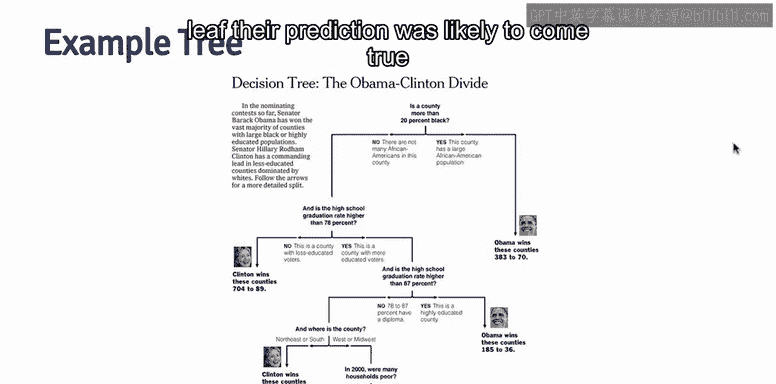 GPT中英字幕课程资源@bilibili.com
leaf their prediction was likely to come
true
Example Tree
Decision Tree: The Obama-Clinton Divide
In the nominating
contests so far, Senator
Barack Obama has won the
vast majority of counties
with large black or highly
educated populations.
Senator Hillary Rodham
Clinton has a commanding
lead in less-educated
counties dominated by
whites. Follow the arrows
for a more detailed split.
Is a county
more than
20 percent black?
NO There are not
many African-
Americans in this
county.
YES This county
has a large
African-American
population.
And is the high school
graduation rate higher
than 78 percent?
Obama wins
these counties
383 to 70.
NO This is a county
with less-educated
voters.
YES This is a
county with more
educated voters.
Clinton wins
these counties
704 to 89.
And is the high school
graduation rate higher
than 87 percent?
NO 78 to 87
percent have
a diploma.
YES This is a
highly educated
county.
And where is the county?
Northeast or South
West or Midwest
Obama wins
these counties
185 to 36.
Clinton wins
these counties
In 2000, were many
households poor?